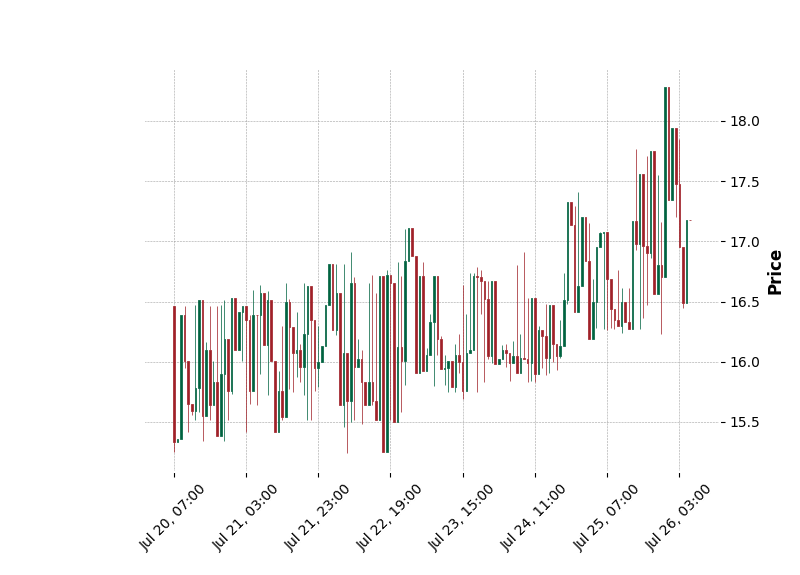 18.0
17.5
17.0
16.5
16.0
15.5
Price
Jul 20, 07:00
Jul 21, 03:00
Jul 21, 23:00
Jul 22, 19:00
Jul 23, 15:00
Jul 24, 11:00
Jul 25, 07:00
Jul 26, 03:00